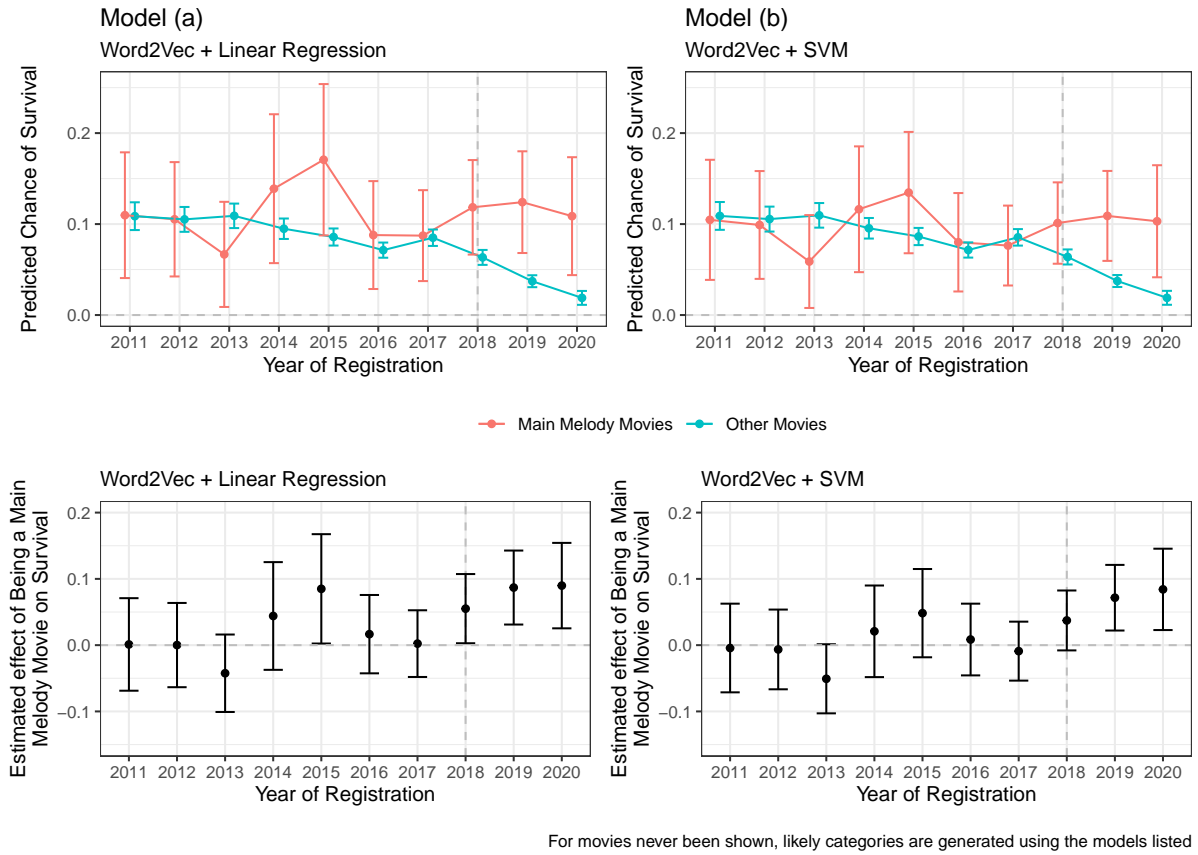 Model (a)
Word2Vec + Linear Regression
Predicted Chance of Survival
0.2
0.1
0.0
2011 2012 2013 2014 2015 2016 2017 2018 2019 2020
Year of Registration
Model (b)
Word2Vec + SVM
Predicted Chance of Survival
0.2
0.1
0.0
2011 2012 2013 2014 2015 2016 2017 2018 2019 2020
Year of Registration
Main Melody Movies Other Movies
Word2Vec + Linear Regression
Estimated effect of Being a Main
Melody Movie on Survival
0.2
0.1
0.0
−0.1
2011 2012 2013 2014 2015 2016 2017 2018 2019 2020
Year of Registration
Word2Vec + SVM
Estimated effect of Being a Main
Melody Movie on Survival
0.2
0.1
0.0
−0.1
2011 2012 2013 2014 2015 2016 2017 2018 2019 2020
Year of Registration
For movies never been shown, likely categories are generated using the models listed